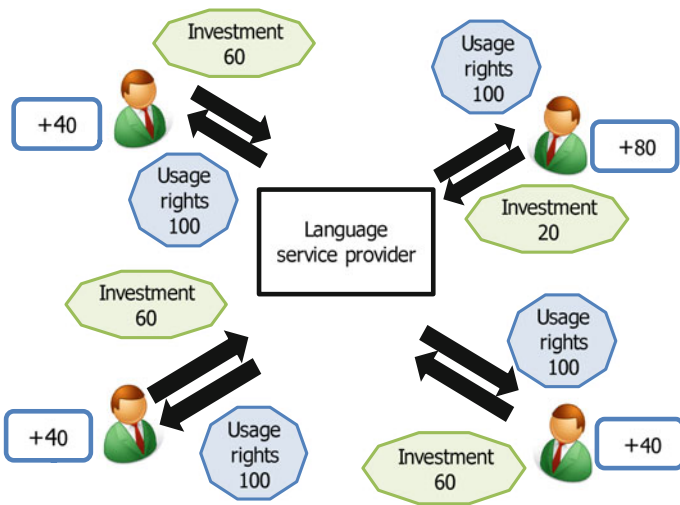 Investment
60
+40
Usage
rights
100
Usage
rights
100
+80
Investment
20
Language
service provider
Investment
60
+40
Usage
rights
100
Usage
rights
100
Investment
60
+40